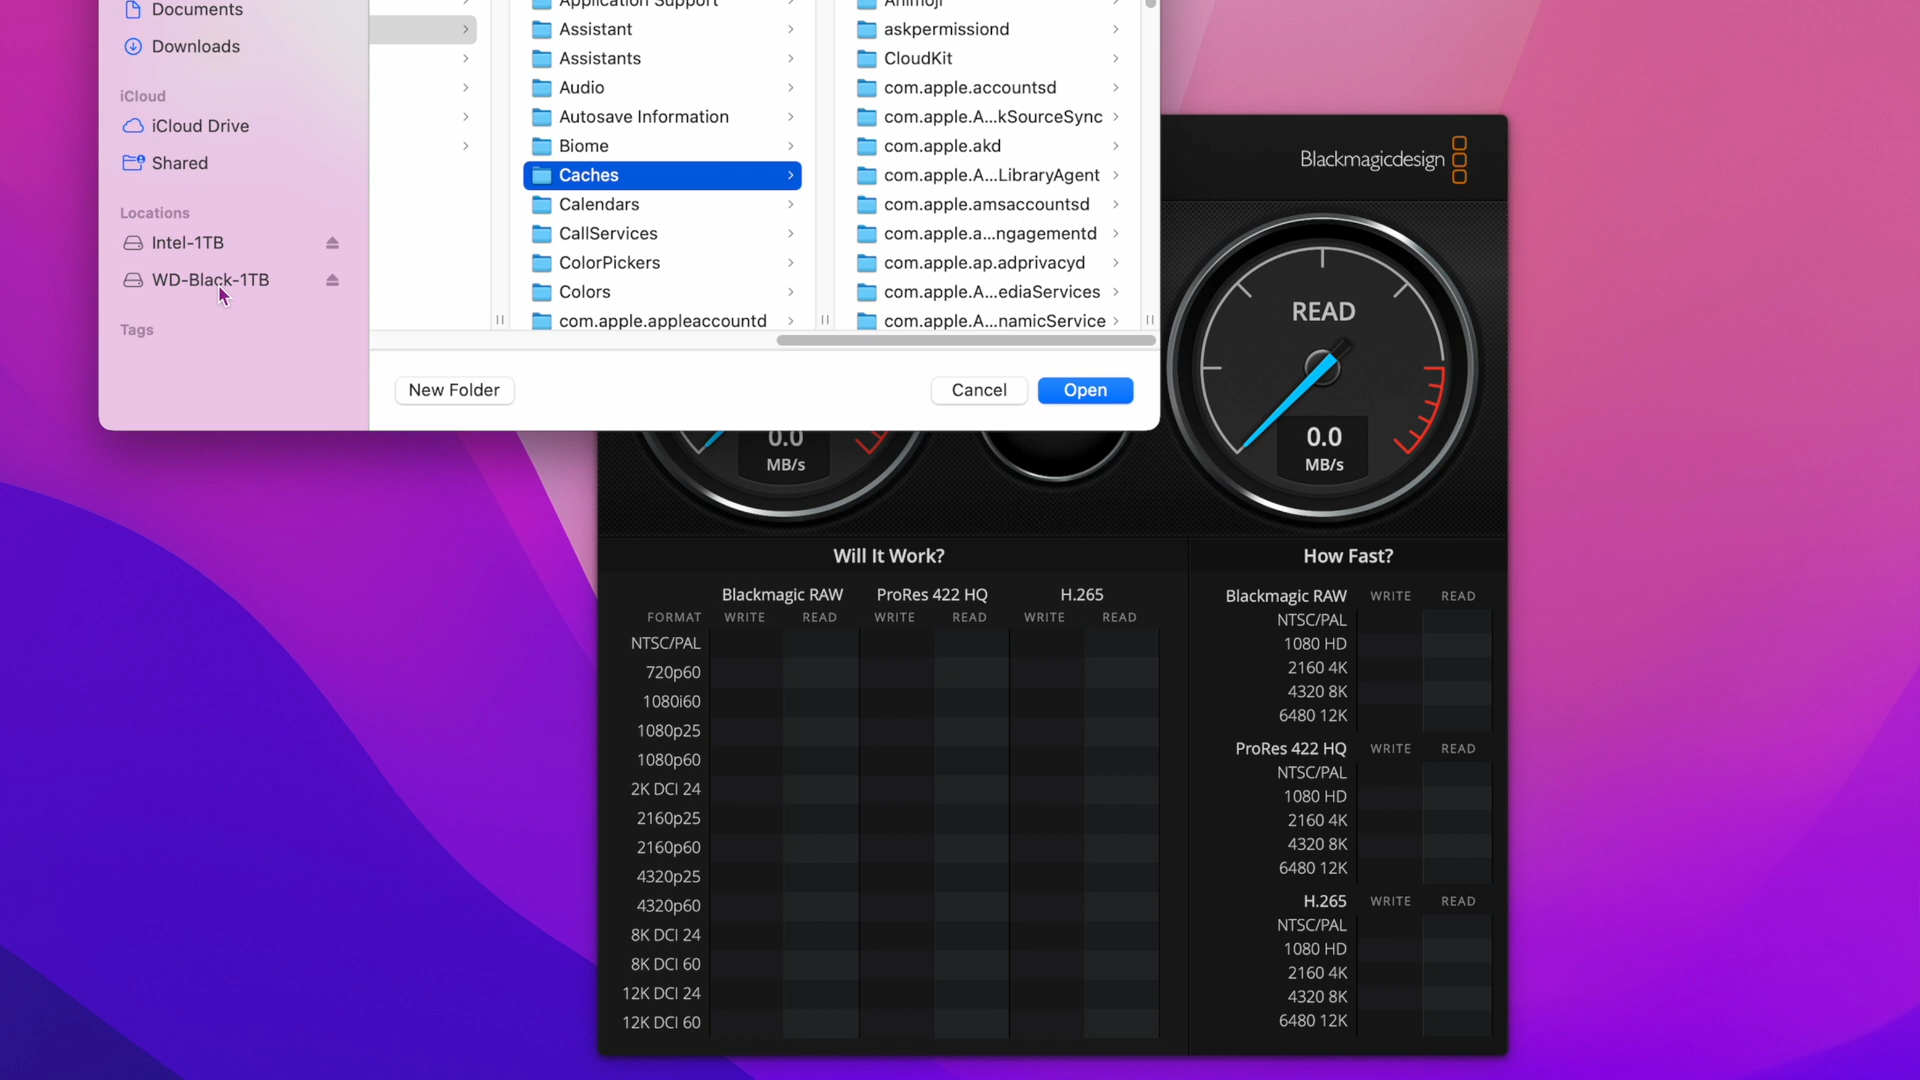 Documents
Downloads
iCloud
iCloud Drive
Shared
Locations
Intel-1TB
WD-Black-1TB
Tags
Application Support
Assistant
Assistants
Audio
Autosave Information
Biome
Caches
Calendars
CallServices
ColorPickers
Colors
com.apple.appleaccountd
Animoji
askpermissiond
CloudKit
com.apple.accountsd
com.apple.A...kSourceSync
com.apple.akd
com.apple.A...LibraryAgent
com.apple.amsaccountsd
com.apple.a...ngagementd
com.apple.ap.adprivacyd
com.apple.A...ediaServices
com.apple.A...namicService
New Folder
Cancel
Open
Blackmagicdesign
READ
0.0
MB/s
0.0
MB/s
Will It Work?
Blackmagic RAW ProRes 422 HQ H.265
FORMAT WRITE READ WRITE READ WRITE READ
NTSC/PAL
720p60
1080i60
1080p25
1080p60
2K DCI 24
2160p25
2160p60
4320p25
4320p60
8K DCI 24
8K DCI 60
12K DCI 24
12K DCI 60
How Fast?
Blackmagic RAW WRITE READ
NTSC/PAL
1080 HD
2160 4K
4320 8K
6480 12K
ProRes 422 HQ WRITE READ
NTSC/PAL
1080 HD
2160 4K
4320 8K
6480 12K
H.265 WRITE READ
NTSC/PAL
1080 HD
2160 4K
4320 8K
6480 12K